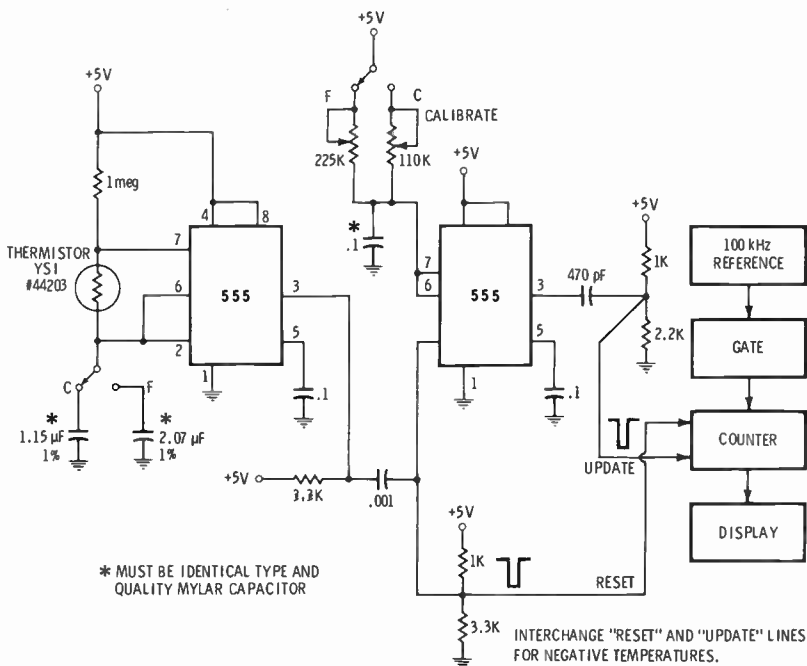 +5V
+5V
F
C
CALIBRATE
225K
110K
+5V
1 meg
4
8
THERMISTOR
YSI
#44203
7
6
2
555
3
5
1
.1
*
.1
7
6
555
3
5
1
.1
470 pF
+5V
1K
2.2K
100 kHz
REFERENCE
GATE
COUNTER
DISPLAY
UPDATE
C
F
*
1.15 µF
1%
*
2.07 µF
1%
+5V
3.3K
.001
+5V
1K
3.3K
RESET
* MUST BE IDENTICAL TYPE AND
QUALITY MYLAR CAPACITOR
INTERCHANGE "RESET" AND "UPDATE" LINES
FOR NEGATIVE TEMPERATURES.